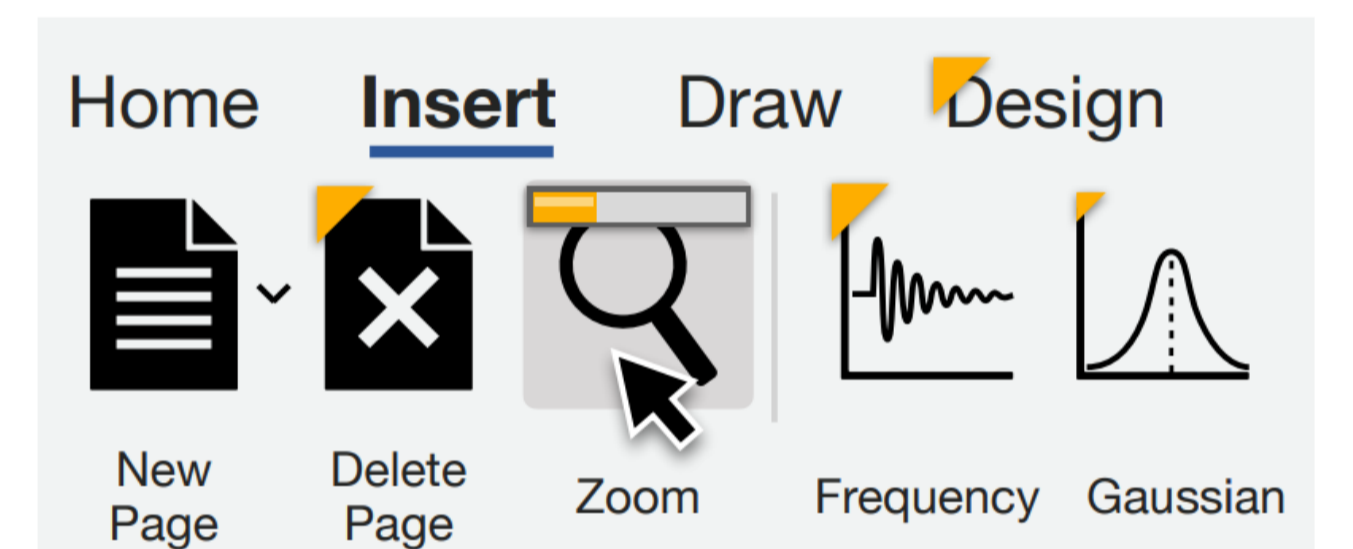 Home Insert Draw Design
New
Page
Delete
Page
Zoom
Frequency
Gaussian